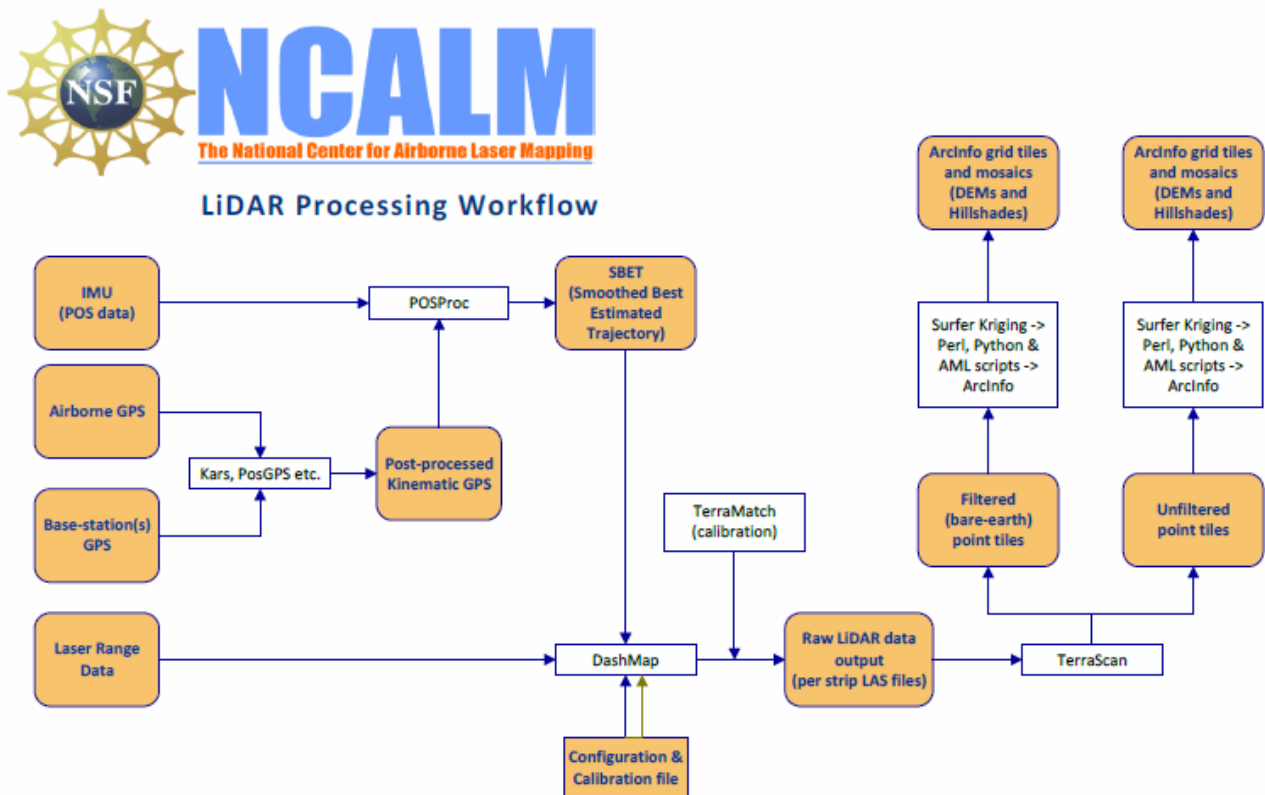 NSF
NCALM
The National Center for Airborne Laser Mapping
LiDAR Processing Workflow
IMU
(POS data)
POSProc
SBET
(Smoothed Best
Estimated
Trajectory)
Airborne GPS
Kars, PosGPS etc.
Post-processed
Kinematic GPS
Base-station(s)
GPS
Laser Range
Data
DashMap
Configuration &
Calibration file
TerraMatch
(calibration)
Raw LiDAR data
output
(per strip LAS files)
TerraScan
Filtered
(bare-earth)
point tiles
Unfiltered
point tiles
Surfer Kriging ->
Perl, Python &
AML scripts ->
ArcInfo
Surfer Kriging ->
Perl, Python &
AML scripts ->
ArcInfo
ArcInfo grid tiles
and mosaics
(DEMs and
Hillshades)
ArcInfo grid tiles
and mosaics
(DEMs and
Hillshades)